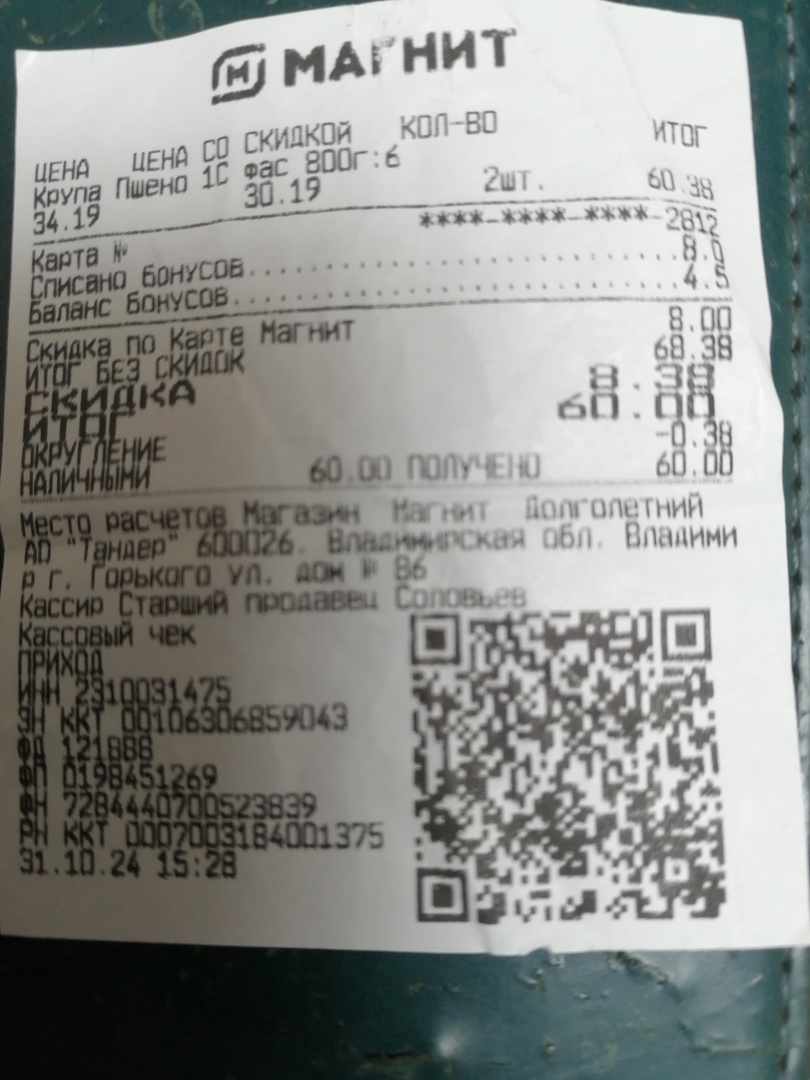 МАГНИТ
ЦЕНА ЦЕНА СО СКИДКОЙ КОЛ-ВО ИТОГ
Крупа Пшено 1С фас 800г:6
34.19 30.19 2шт. 60.38
Карта № ****-****-****-2812
Списано бонусов..............................8.0
Баланс бонусов...............................4.5
Скидка по Карте Магнит 8.00
ИТОГ БЕЗ СКИДОК 68.38
СКИДКА 8.38
ИТОГ 60.00
ОКРУГЛЕНИЕ -0.38
НАЛИЧНЫМИ 60.00 ПОЛУЧЕНО 60.00
Место расчетов Магазин Магнит Долголетний
АО "Тандер" 600026. Владимирская обл. Владими
р г. Горького ул. дом № 86
Кассир Старший продавец Соловьев
Кассовый чек
ПРИХОД
ИНН 2310031475
ЗН ККТ 00106306859043
ФД 121888
ФП 0198451269
ФН 7284440700523839
РН ККТ 0007003184001375
31.10.24 15:28